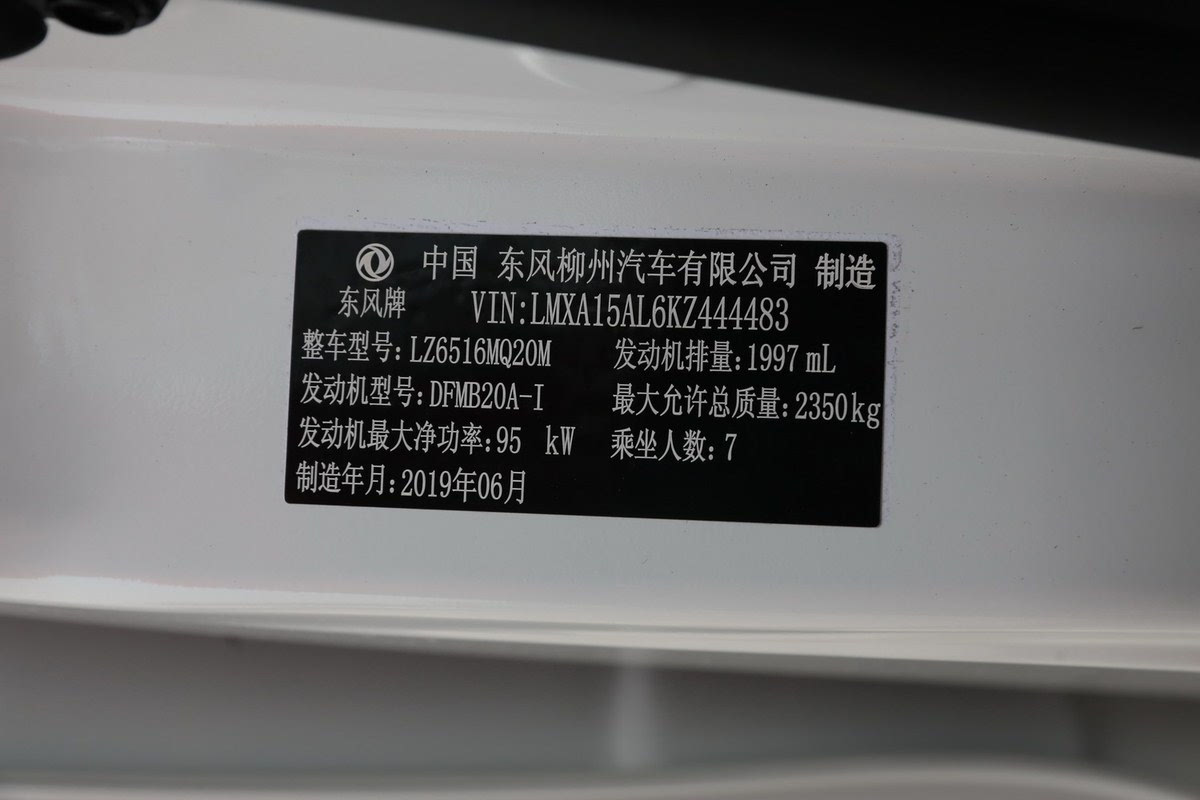 中国 东风柳州汽车有限公司 制造
东风牌 VIN:LMXA15AL6KZ444483
整车型号:LZ6516MQ20M 发动机排量:1997 mL
发动机型号:DFMB20A-I 最大允许总质量:2350kg
发动机最大净功率:95 kW 乘坐人数:7
制造年月:2019年06月